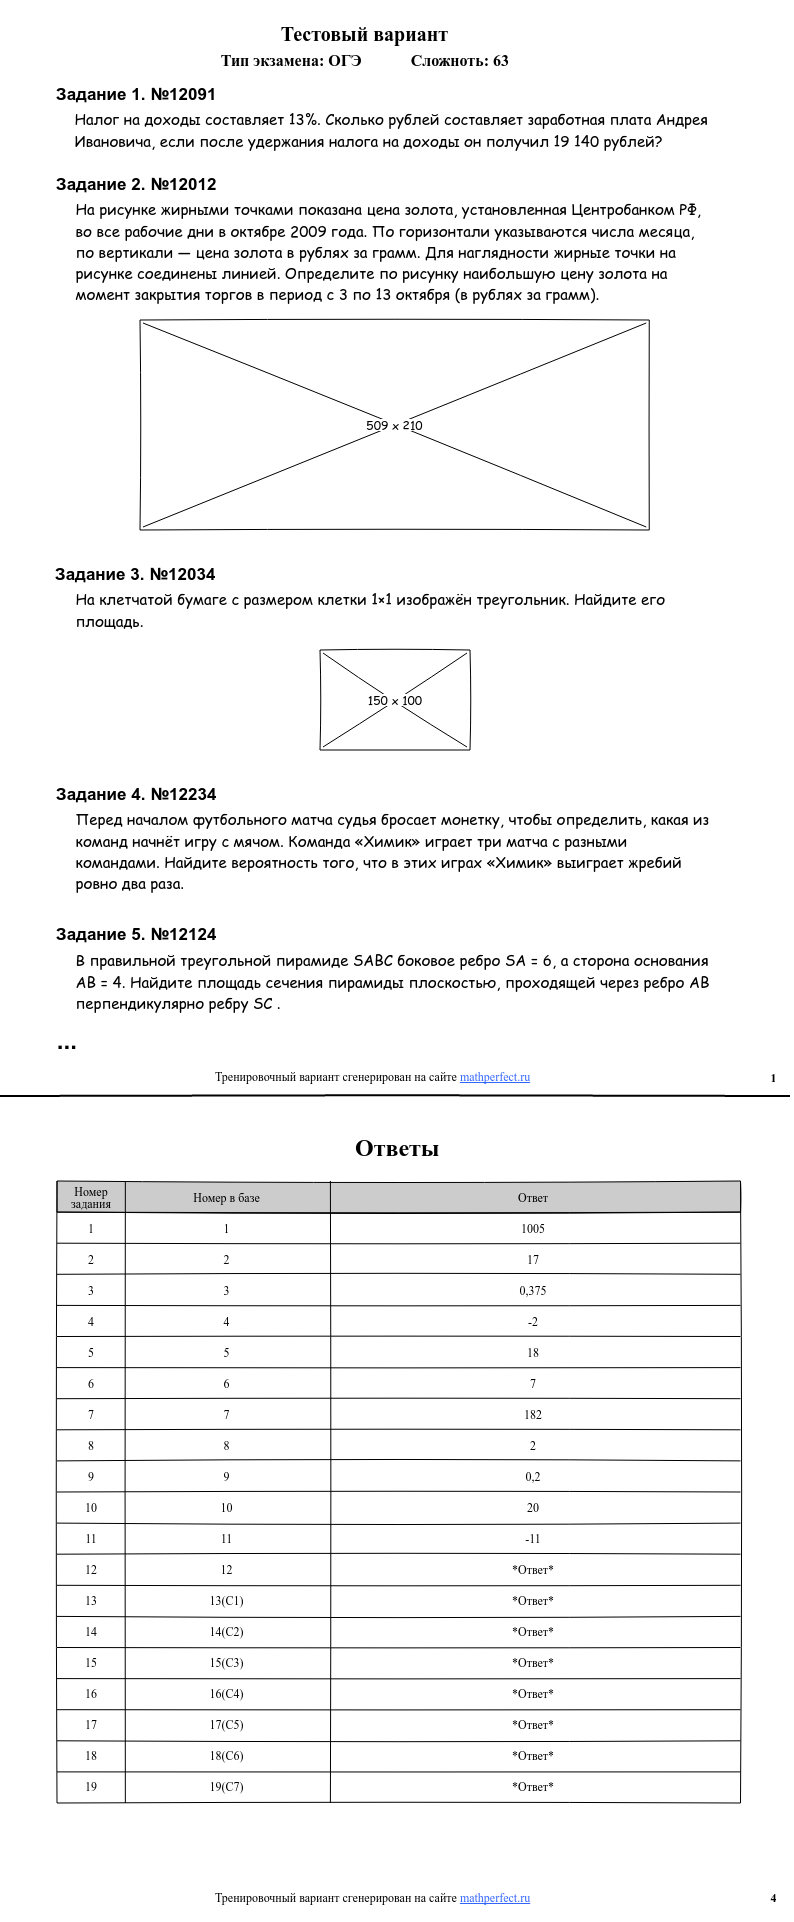 Тестовый вариант
Тип экзамена: ОГЭ Сложноть: 63
Задание 1. №12091
Налог на доходы составляет 13%. Сколько рублей составляет заработная плата Андрея
Ивановича, если после удержания налога на доходы он получил 19 140 рублей?
Задание 2. №12012
На рисунке жирными точками показана цена золота, установленная Центробанком РФ,
во все рабочие дни в октябре 2009 года. По горизонтали указываются числа месяца,
по вертикали — цена золота в рублях за грамм. Для наглядности жирные точки на
рисунке соединены линией. Определите по рисунку наибольшую цену золота на
момент закрытия торгов в период с 3 по 13 октября (в рублях за грамм).
509 x 210
Задание 3. №12034
На клетчатой бумаге с размером клетки 1×1 изображён треугольник. Найдите его
площадь.
150 x 100
Задание 4. №12234
Перед началом футбольного матча судья бросает монетку, чтобы определить, какая из
команд начнёт игру с мячом. Команда «Химик» играет три матча с разными
командами. Найдите вероятность того, что в этих играх «Химик» выиграет жребий
ровно два раза.
Задание 5. №12124
В правильной треугольной пирамиде SABC боковое ребро SA = 6, а сторона основания
AB = 4. Найдите площадь сечения пирамиды плоскостью, проходящей через ребро AB
перпендикулярно ребру SC .
...
Тренировочный вариант сгенерирован на сайте mathperfect.ru 1
Ответы
Номер задания Номер в базе Ответ
1 1 1005
2 2 17
3 3 0,375
4 4 -2
5 5 18
6 6 7
7 7 182
8 8 2
9 9 0,2
10 10 20
11 11 -11
12 12 *Ответ*
13 13(C1) *Ответ*
14 14(C2) *Ответ*
15 15(C3) *Ответ*
16 16(C4) *Ответ*
17 17(C5) *Ответ*
18 18(C6) *Ответ*
19 19(C7) *Ответ*
Тренировочный вариант сгенерирован на сайте mathperfect.ru 4